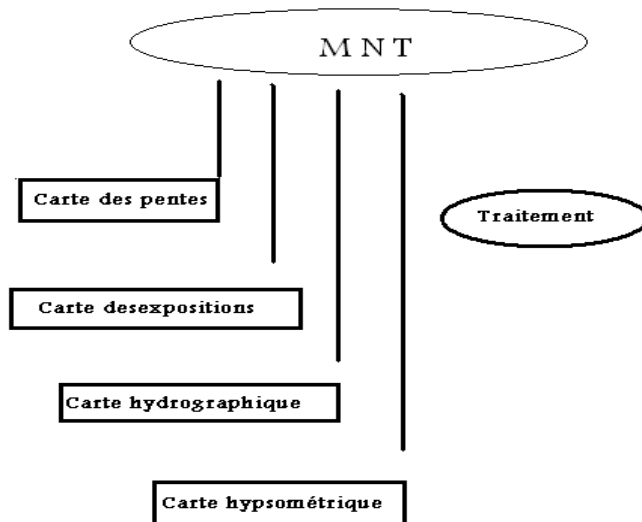 M N T
Carte des pentes
Traitement
Carte desexpositions
Carte hydrographique
Carte hypsométrique